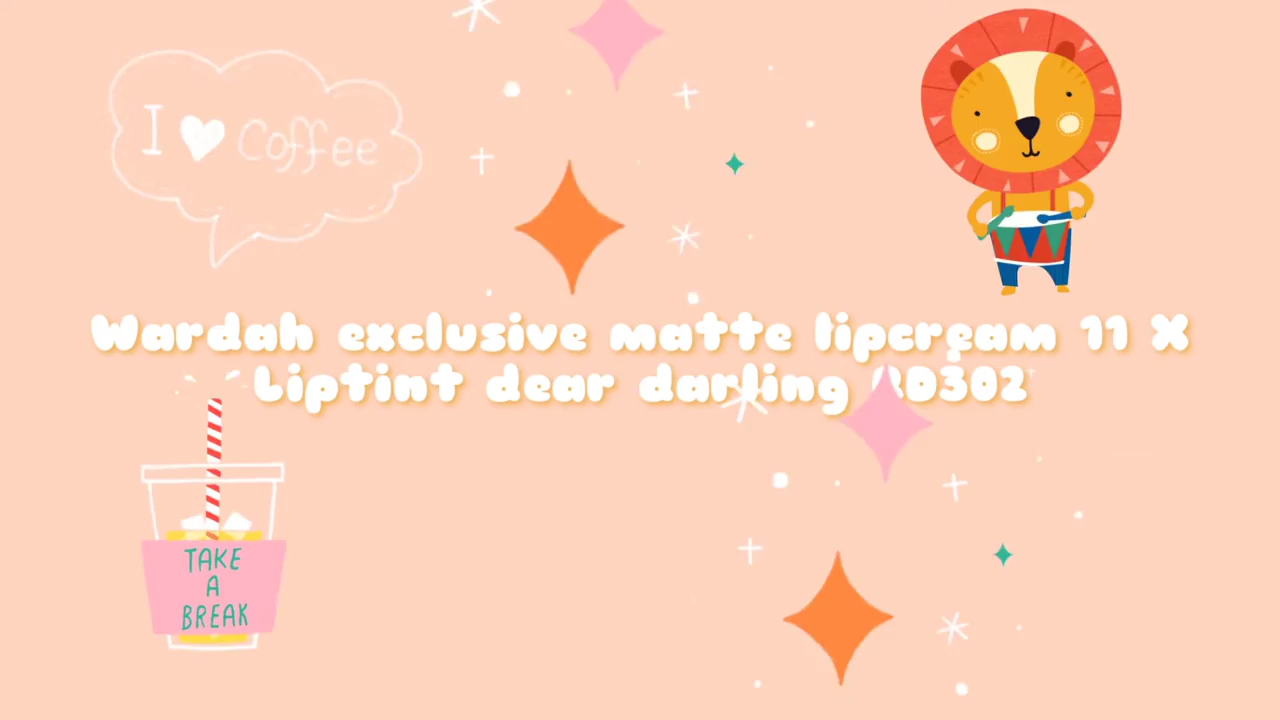 I Coffee
Wardah exclusive matte lipcream 11 X
Liptint dear darling
TAKE
A
BREAK